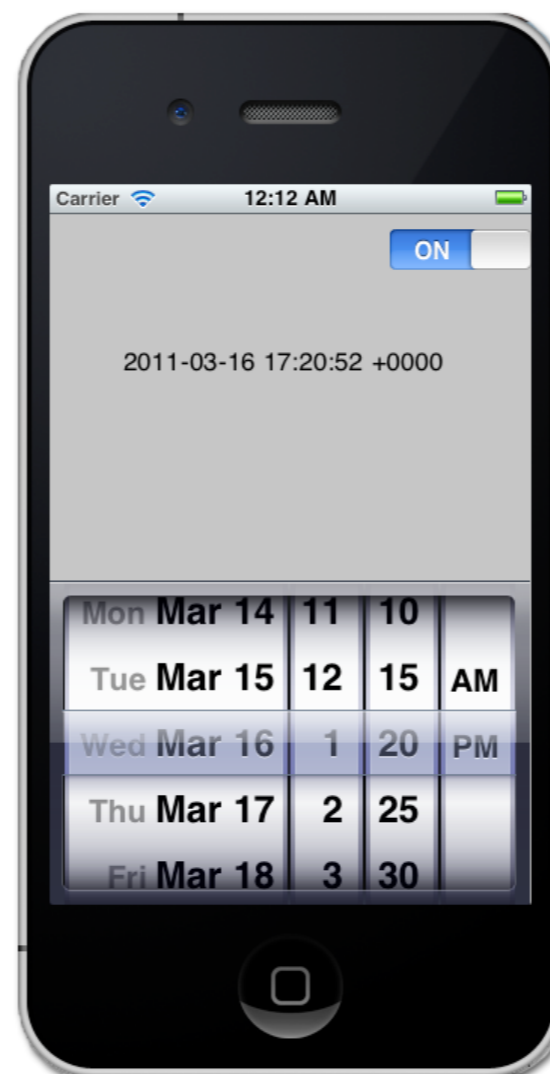 Carrier 12:12 AM
ON
2011-03-16 17:20:52 +0000
Mon Mar 14 11 10
Tue Mar 15 12 15 AM
Wed Mar 16 1 20 PM
Thu Mar 17 2 25
Fri Mar 18 3 30